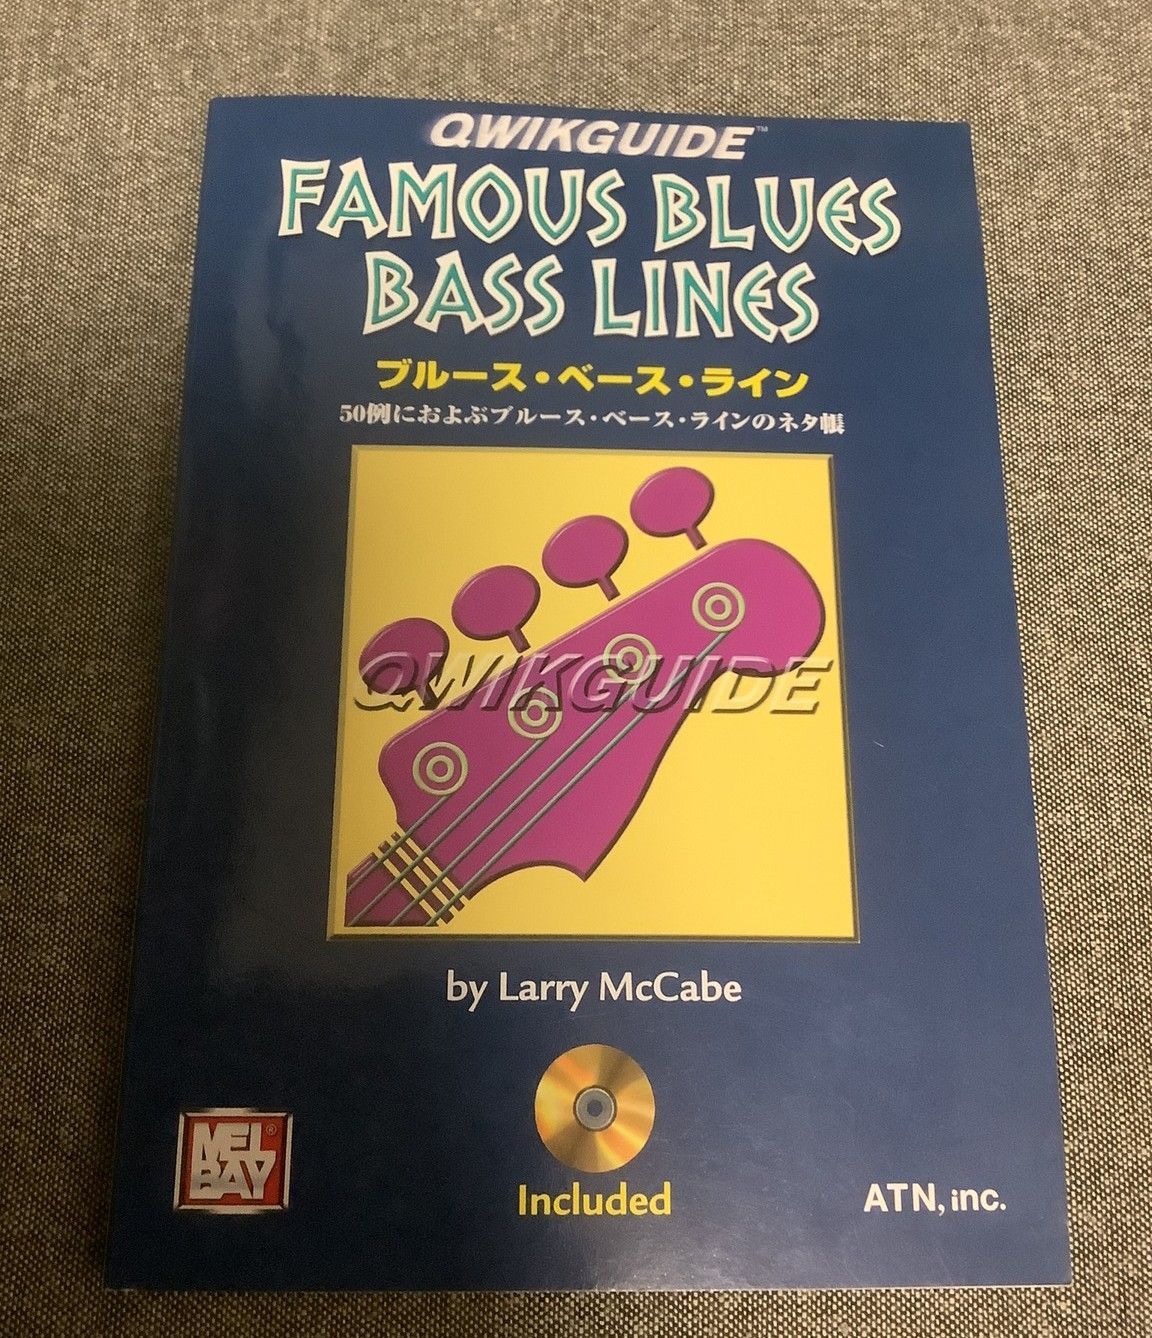 QWIKGUIDE™
FAMOUS BLUES
BASS LINES
ブルース・ベース・ライン
50例におよぶブルース・ベース・ラインのネタ帳
QWIKGUIDE
by Larry McCabe
Included
MEL®
BAY
ATN, inc.